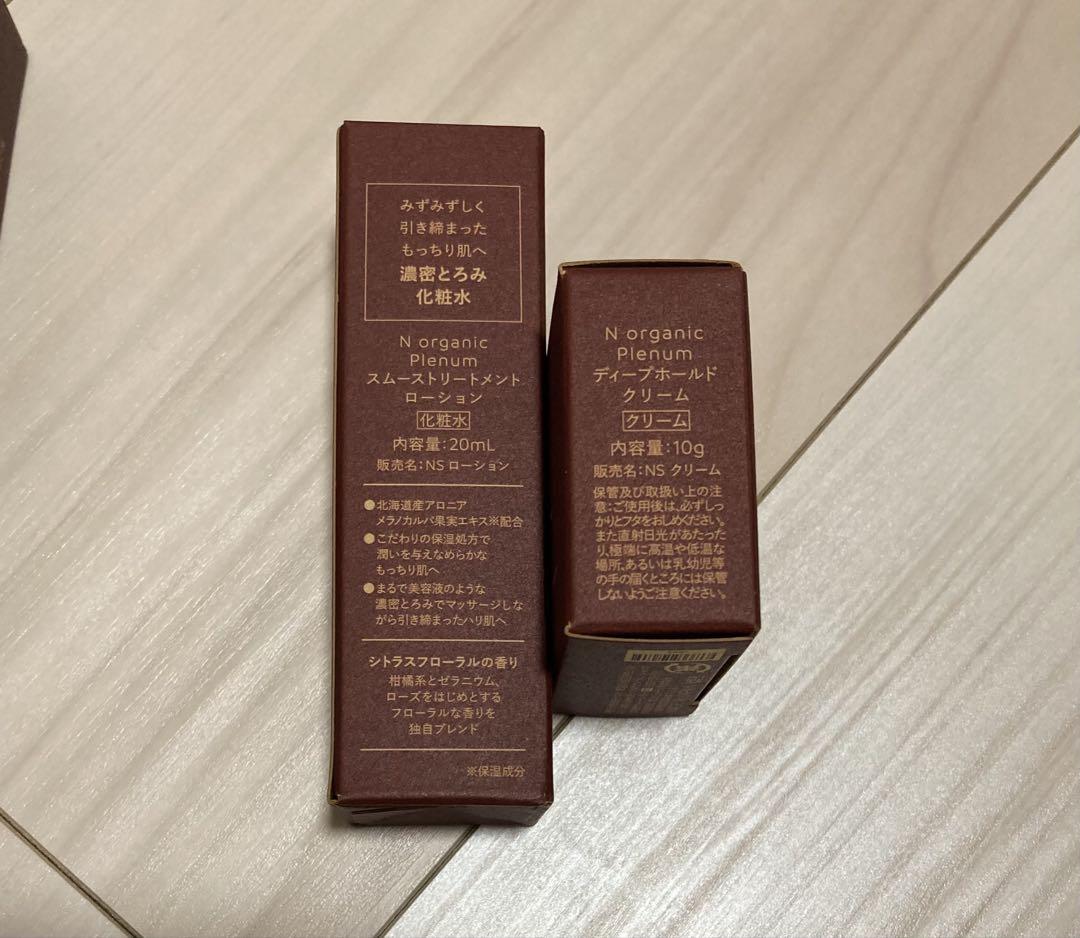 みずみずしく
引き締まった
もっちり肌へ
濃密とろみ
化粧水
N organic
Plenum
スムーストリートメント
ローション
化粧水
内容量:20mL
販売名:NS ローション
●北海道産アロニア
メラノカルパ果実エキス※配合
●こだわりの保湿処方で
潤いを与えなめらかな
もっちり肌へ
●まるで美容液のような
濃密とろみでマッサージしな
がら引き締まったハリ肌へ
シトラスフローラルの香り
柑橘系とゼラニウム、
ローズをはじめとする
フローラルな香りを
独自ブレンド
※保湿成分
N organic
Plenum
ディープホールド
クリーム
クリーム
内容量:10g
販売名:NS クリーム
保管及び取扱い上の注
意:ご使用後は、必ずしっ
かりとフタをおしめください。
また直射日光があたった
り、極端に高温や低温な
場所、あるいは乳幼児等
の手の届くところには保管
しないようご注意ください。